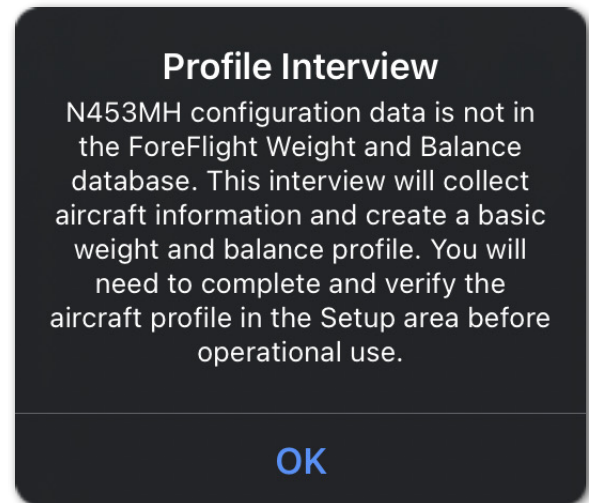 Profile Interview
N453MH configuration data is not in
the ForeFlight Weight and Balance
database. This interview will collect
aircraft information and create a basic
weight and balance profile. You will
need to complete and verify the
aircraft profile in the Setup area before
operational use.
OK